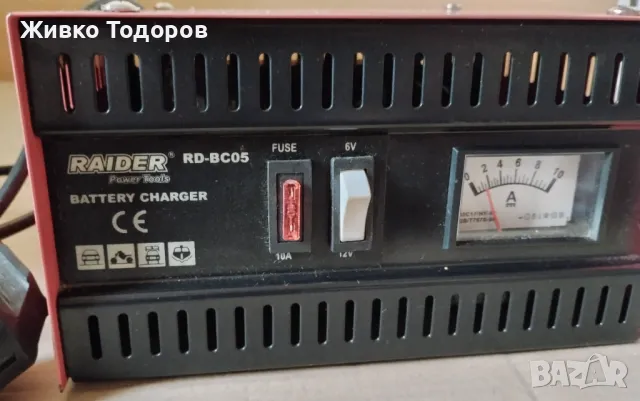 Живко Тодоров
RAIDER® RD-BC05
Power Tools
BATTERY CHARGER
CE
FUSE
10A
6V
12V
0 2 4 6 8 10
A
BAZAR